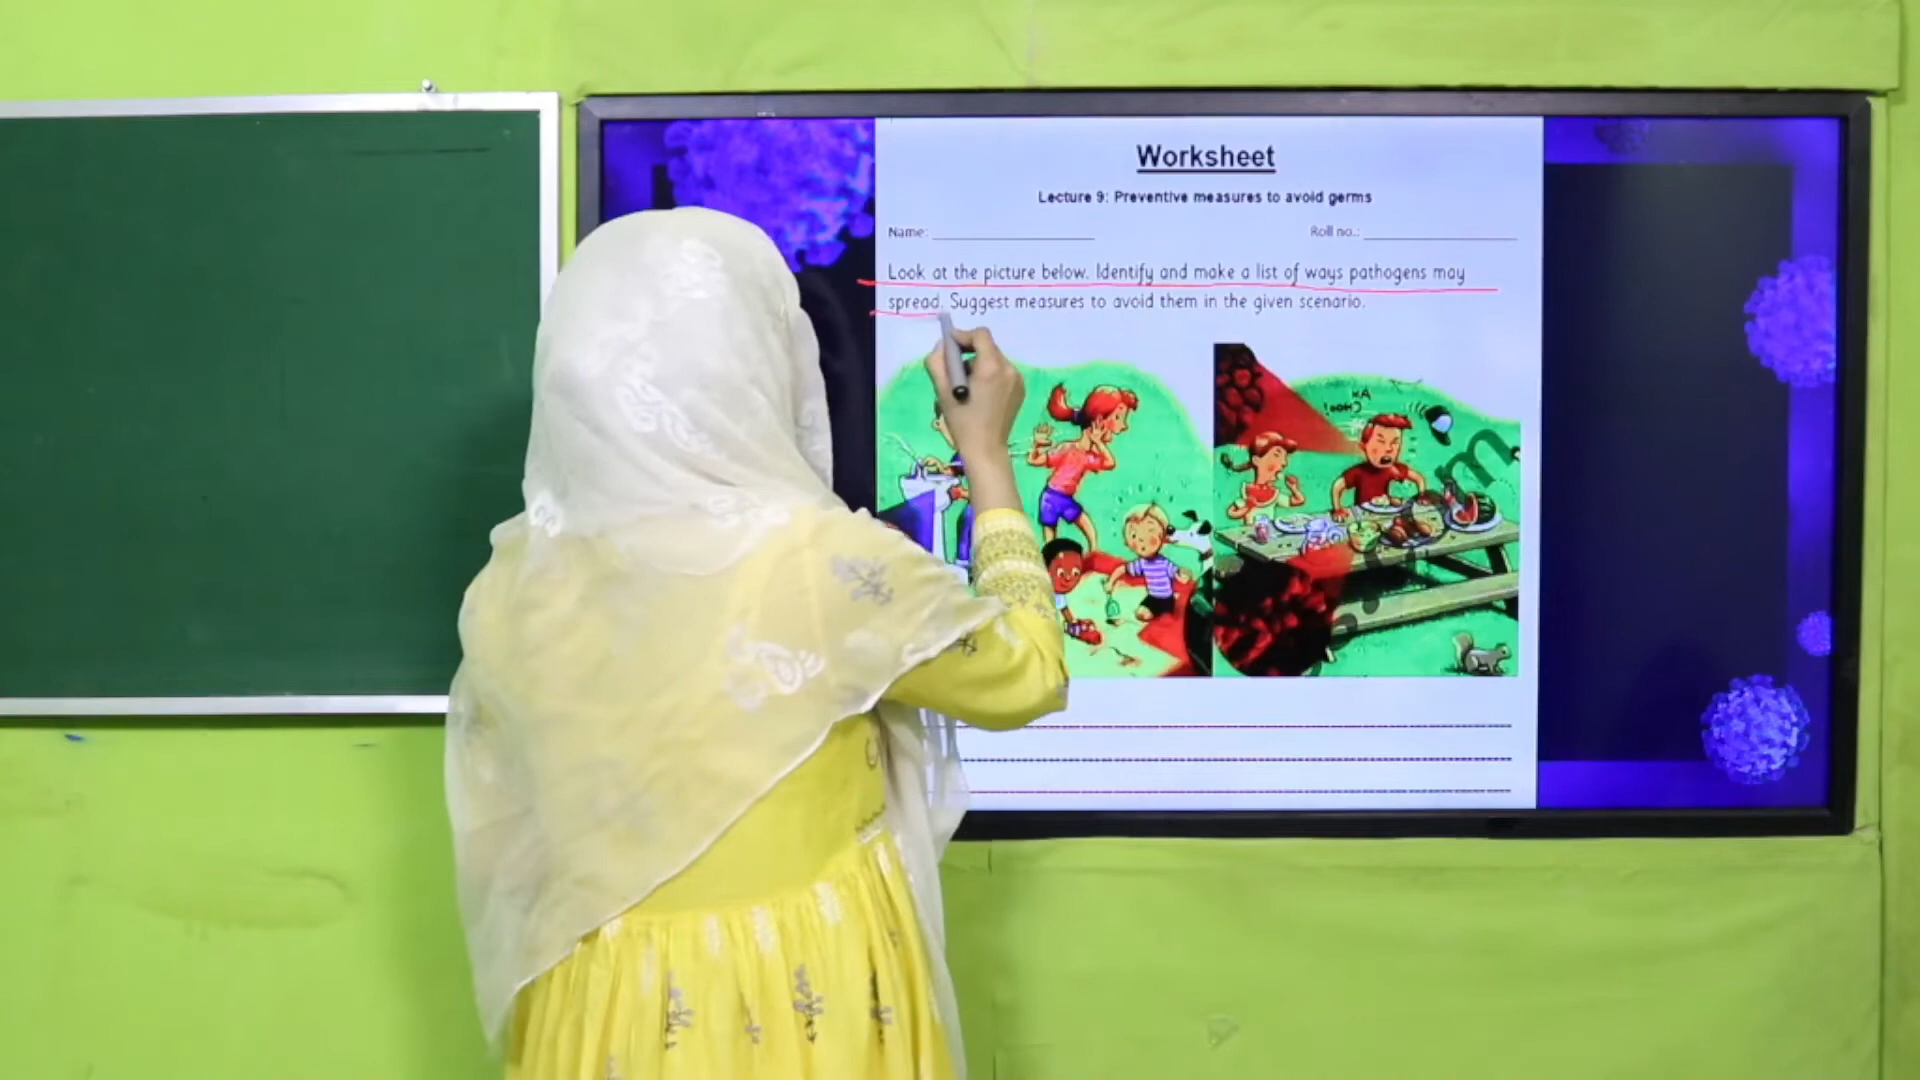 Worksheet
Lecture 9: Preventive measures to avoid germs
Name: Roll no.:
Look at the picture below. Identify and make a list of ways pathogens may
spread. Suggest measures to avoid them in the given scenario.